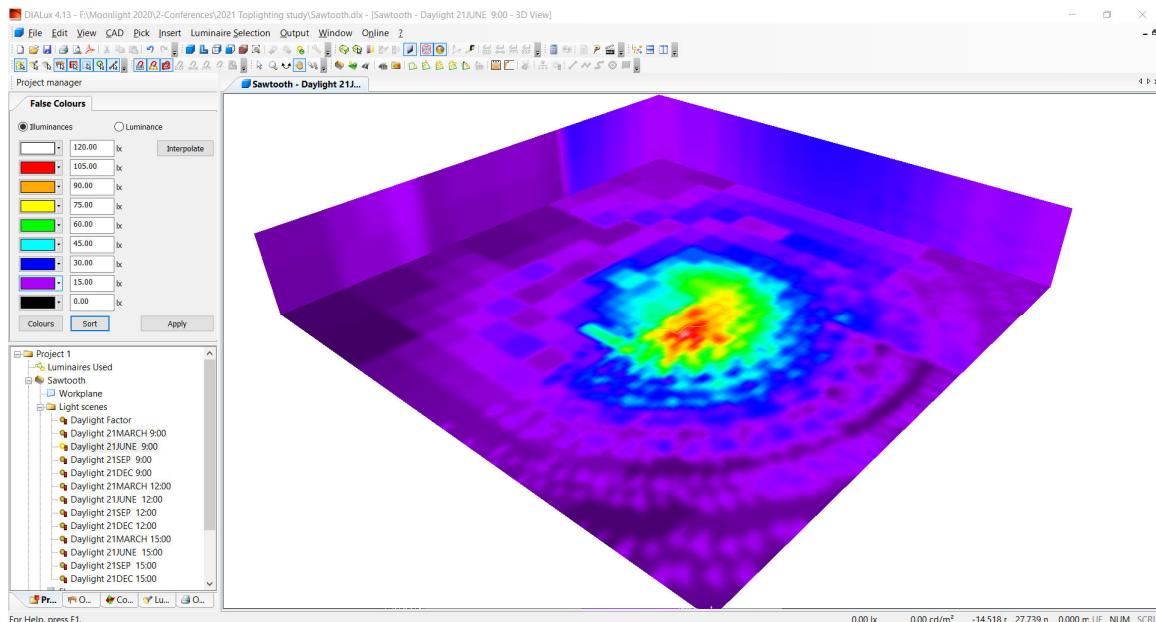 DIALux 4.13 - F:\Moonlight 2020\2-Conferences\2021 Toplighting study\Sawtooth.dlx - [Sawtooth - Daylight 21JUNE 9:00 - 3D View]
File Edit View CAD Pick Insert Luminaire Selection Output Window Online ?
Project manager
Sawtooth - Daylight 21J...
False Colours
Illuminances Luminance
120.00 lx Interpolate
105.00 lx
90.00 lx
75.00 lx
60.00 lx
45.00 lx
30.00 lx
15.00 lx
0.00 lx
Colours Sort Apply
Project 1
Luminaires Used
Sawtooth
Workplane
Light scenes
Daylight Factor
Daylight 21MARCH 9:00
Daylight 21JUNE 9:00
Daylight 21SEP 9:00
Daylight 21DEC 9:00
Daylight 21MARCH 12:00
Daylight 21JUNE 12:00
Daylight 21SEP 12:00
Daylight 21DEC 12:00
Daylight 21MARCH 15:00
Daylight 21JUNE 15:00
Daylight 21SEP 15:00
Daylight 21DEC 15:00
Pr... O... Co... Lu... O...
For Help, press F1. 0.00 lx 0.00 cd/m² -14.518 r 27.739 n 0.000 m UF NUM SCRL